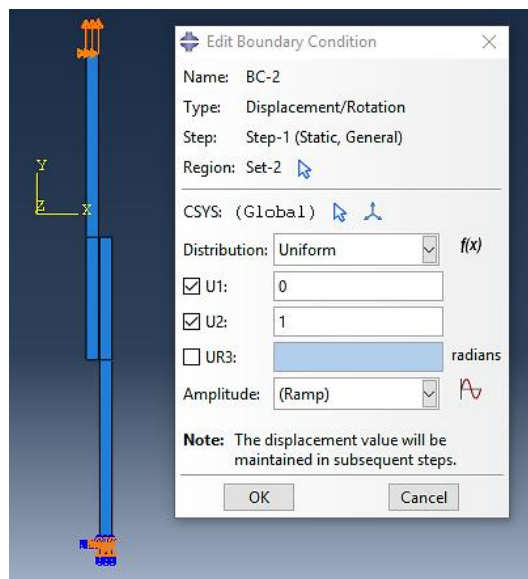 Edit Boundary Condition
Name: BC-2
Type: Displacement/Rotation
Step: Step-1 (Static, General)
Region: Set-2
Y
Z X
CSYS: (Global)
Distribution: Uniform f(x)
U1: 0
U2: 1
UR3: radians
Amplitude: (Ramp)
Note: The displacement value will be
maintained in subsequent steps.
OK Cancel